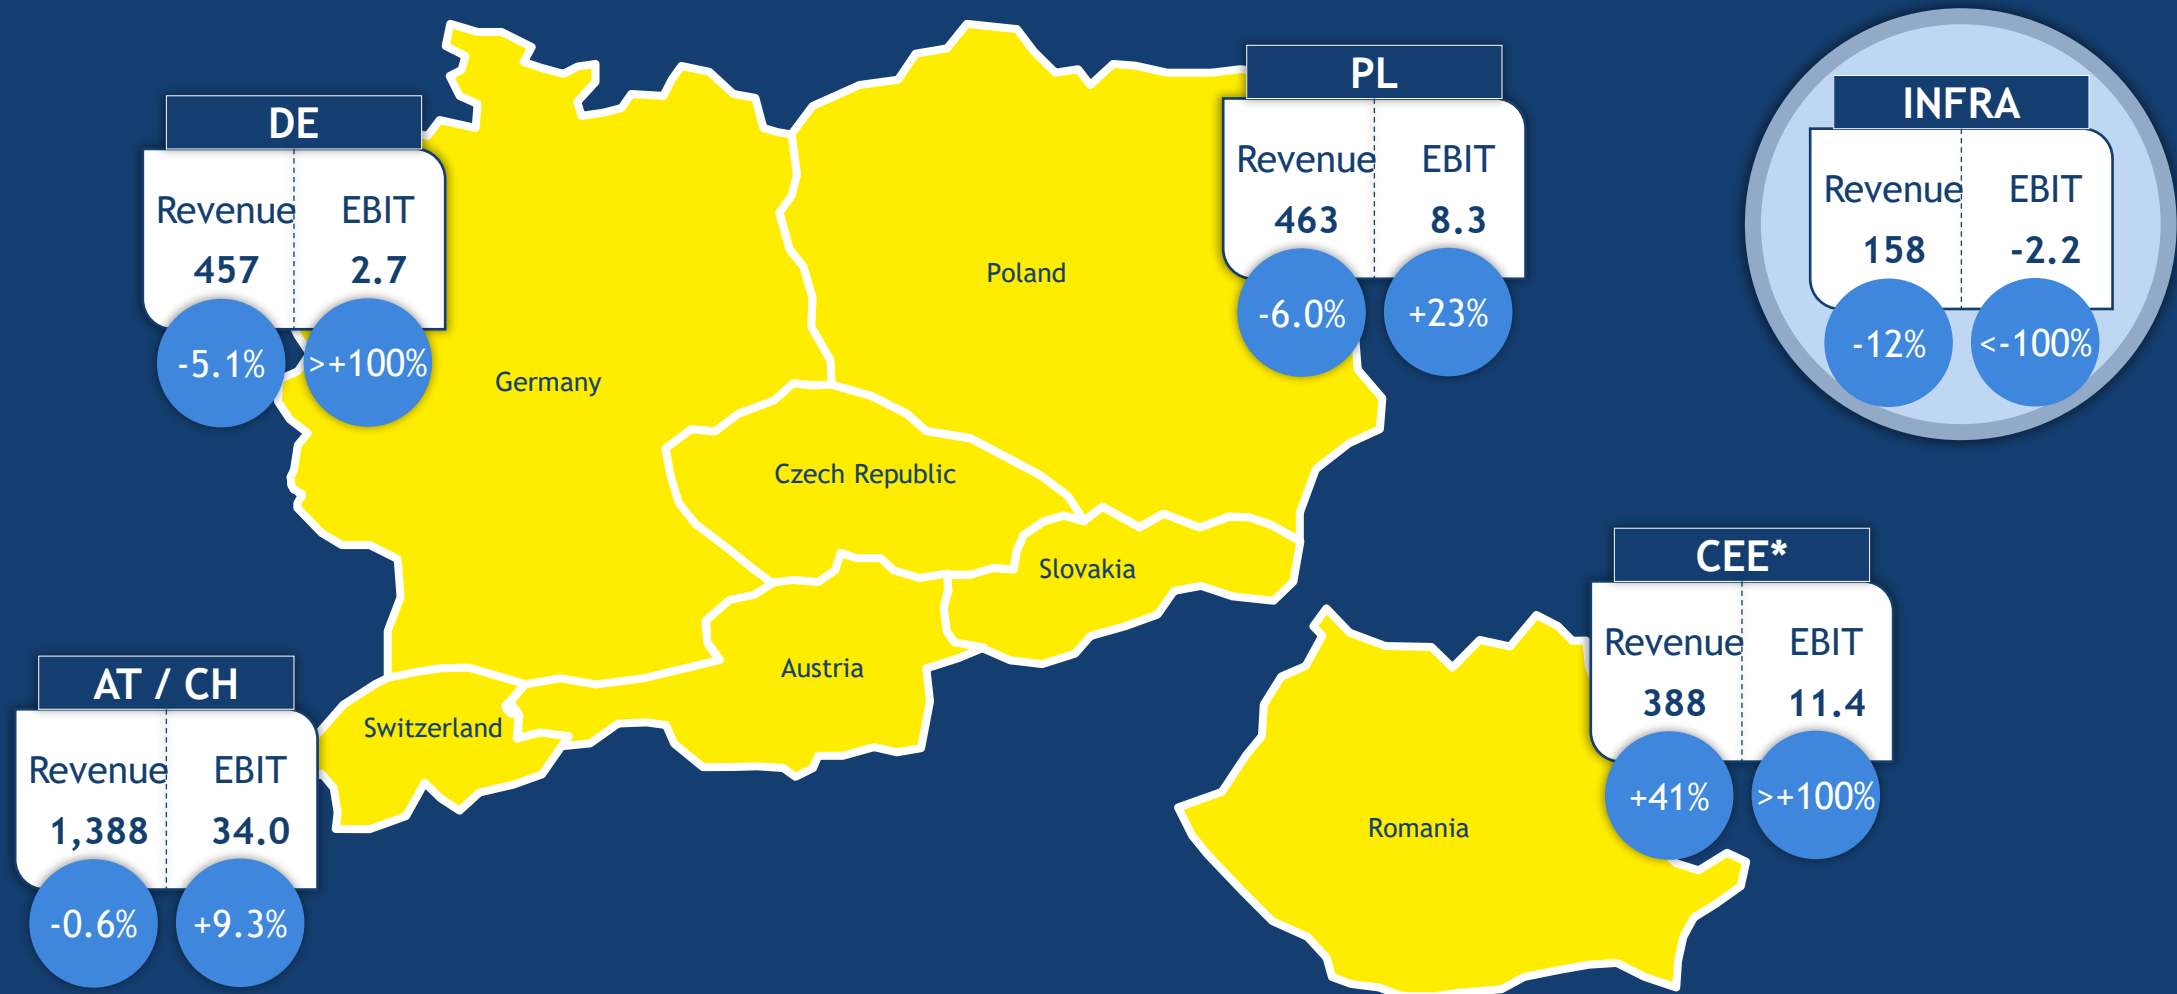 DE
Revenue EBIT
457 2.7
-5.1% >+100%
PL
Revenue EBIT
463 8.3
-6.0% +23%
INFRA
Revenue EBIT
158 -2.2
-12% <-100%
Germany
Poland
Czech Republic
Slovakia
Austria
Switzerland
Romania
AT / CH
Revenue EBIT
1,388 34.0
-0.6% +9.3%
CEE*
Revenue EBIT
388 11.4
+41% >+100%